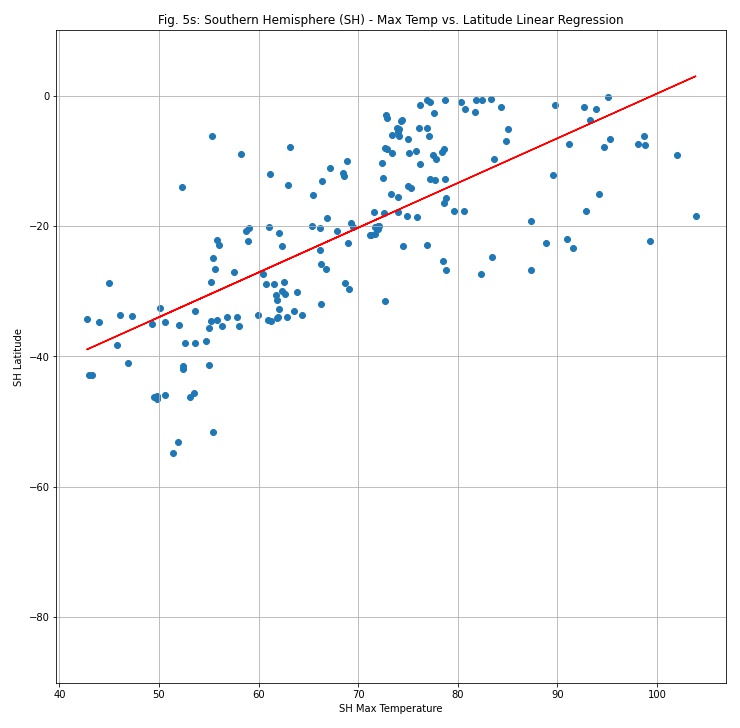 Fig. 5s: Southern Hemisphere (SH) - Max Temp vs. Latitude Linear Regression
0
−20
−40
−60
−80
SH Latitude
40 50 60 70 80 90 100
SH Max Temperature